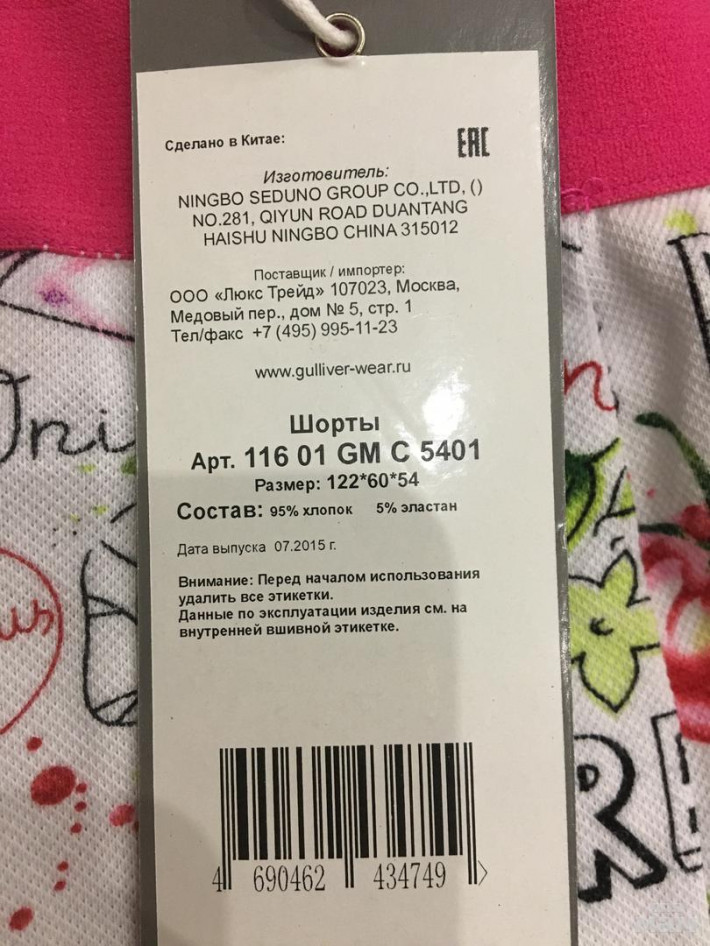 Сделано в Китае:
EAC
Изготовитель:
NINGBO SEDUNO GROUP CO.,LTD, ()
NO.281, QIYUN ROAD DUANTANG
HAISHU NINGBO CHINA 315012
Поставщик / импортер:
ООО «Люкс Трейд» 107023, Москва,
Медовый пер., дом № 5, стр. 1
Тел/факс +7 (495) 995-11-23
www.gulliver-wear.ru
Шорты
Арт. 116 01 GM C 5401
Размер: 122*60*54
Состав: 95% хлопок 5% эластан
Дата выпуска 07.2015 г.
Внимание: Перед началом использования
удалить все этикетки.
Данные по эксплуатации изделия см. на
внутренней вшивной этикетке.
4 690462 434749 >